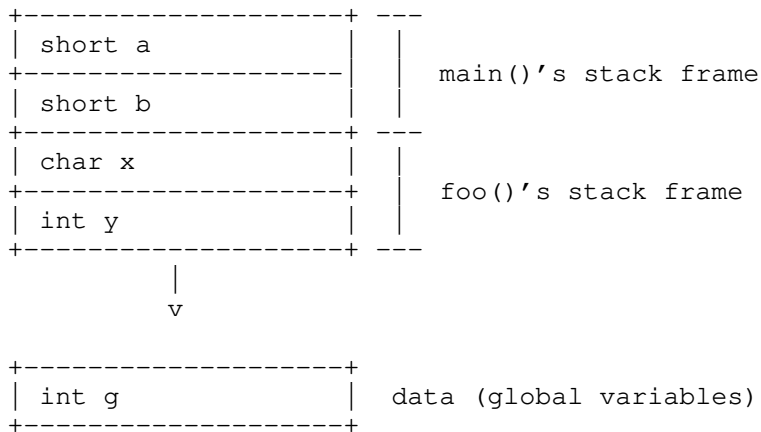 short a
main()'s stack frame
short b
char x
foo()'s stack frame
int y
v
int g data (global variables)